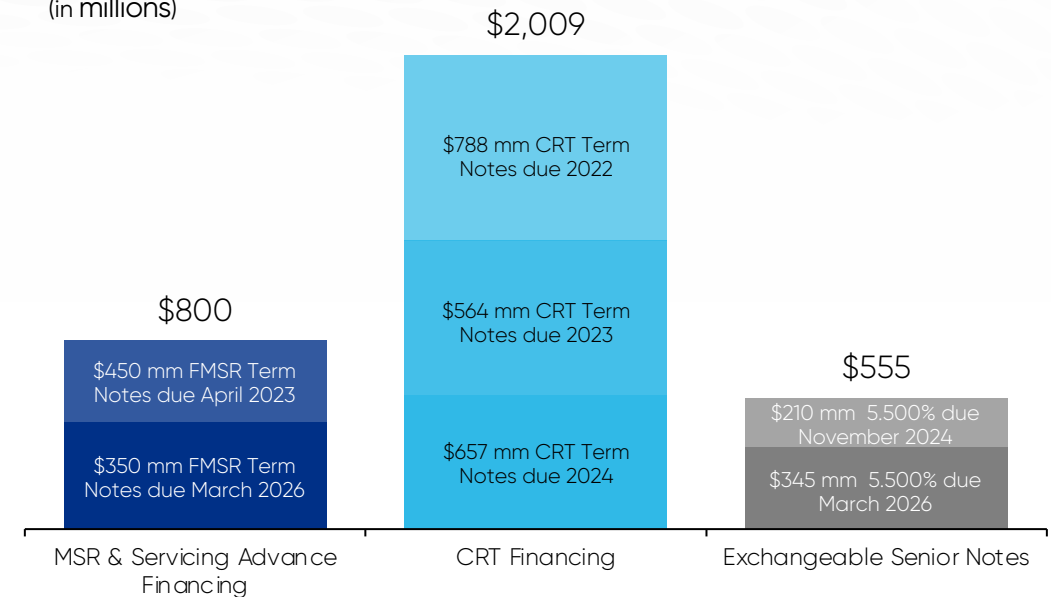 (in millions)
$2,009
$788 mm CRT Term
Notes due 2022
$564 mm CRT Term
Notes due 2023
$657 mm CRT Term
Notes due 2024
$800
$450 mm FMSR Term
Notes due April 2023
$350 mm FMSR Term
Notes due March 2026
$555
$210 mm 5.500% due
November 2024
$345 mm 5.500% due
March 2026
MSR & Servicing Advance
Financing
CRT Financing
Exchangeable Senior Notes